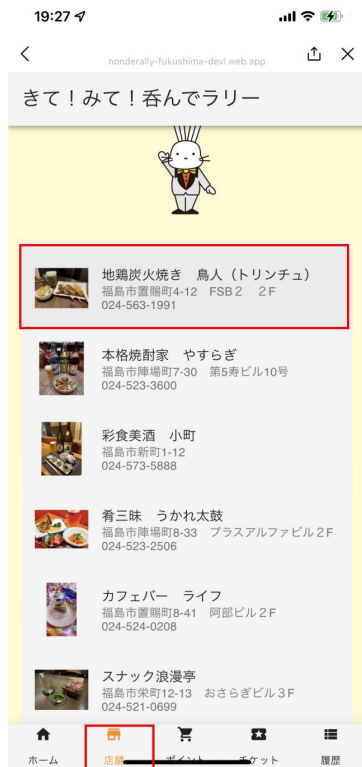 19:27
nonderally-fukushima-devl.web.app
きて！みて！呑んでラリー
地鶏炭火焼き　鳥人（トリンチュ）
福島市置賜町4-12　FSB２　２F
024-563-1991
本格焼酎家　やすらぎ
福島市陣場町7-30　第5寿ビル10号
024-523-3600
彩食美酒　小町
福島市新町1-12
024-573-5888
肴三昧　うかれ太鼓
福島市陣場町8-33　プラスアルファビル２F
024-523-2506
カフェバー　ライフ
福島市置賜町8-41　阿部ビル２F
024-524-0208
スナック浪漫亭
福島市栄町12-13　おさらぎビル３F
024-521-0699
ホーム
店舗
ポイント
チケット
履歴